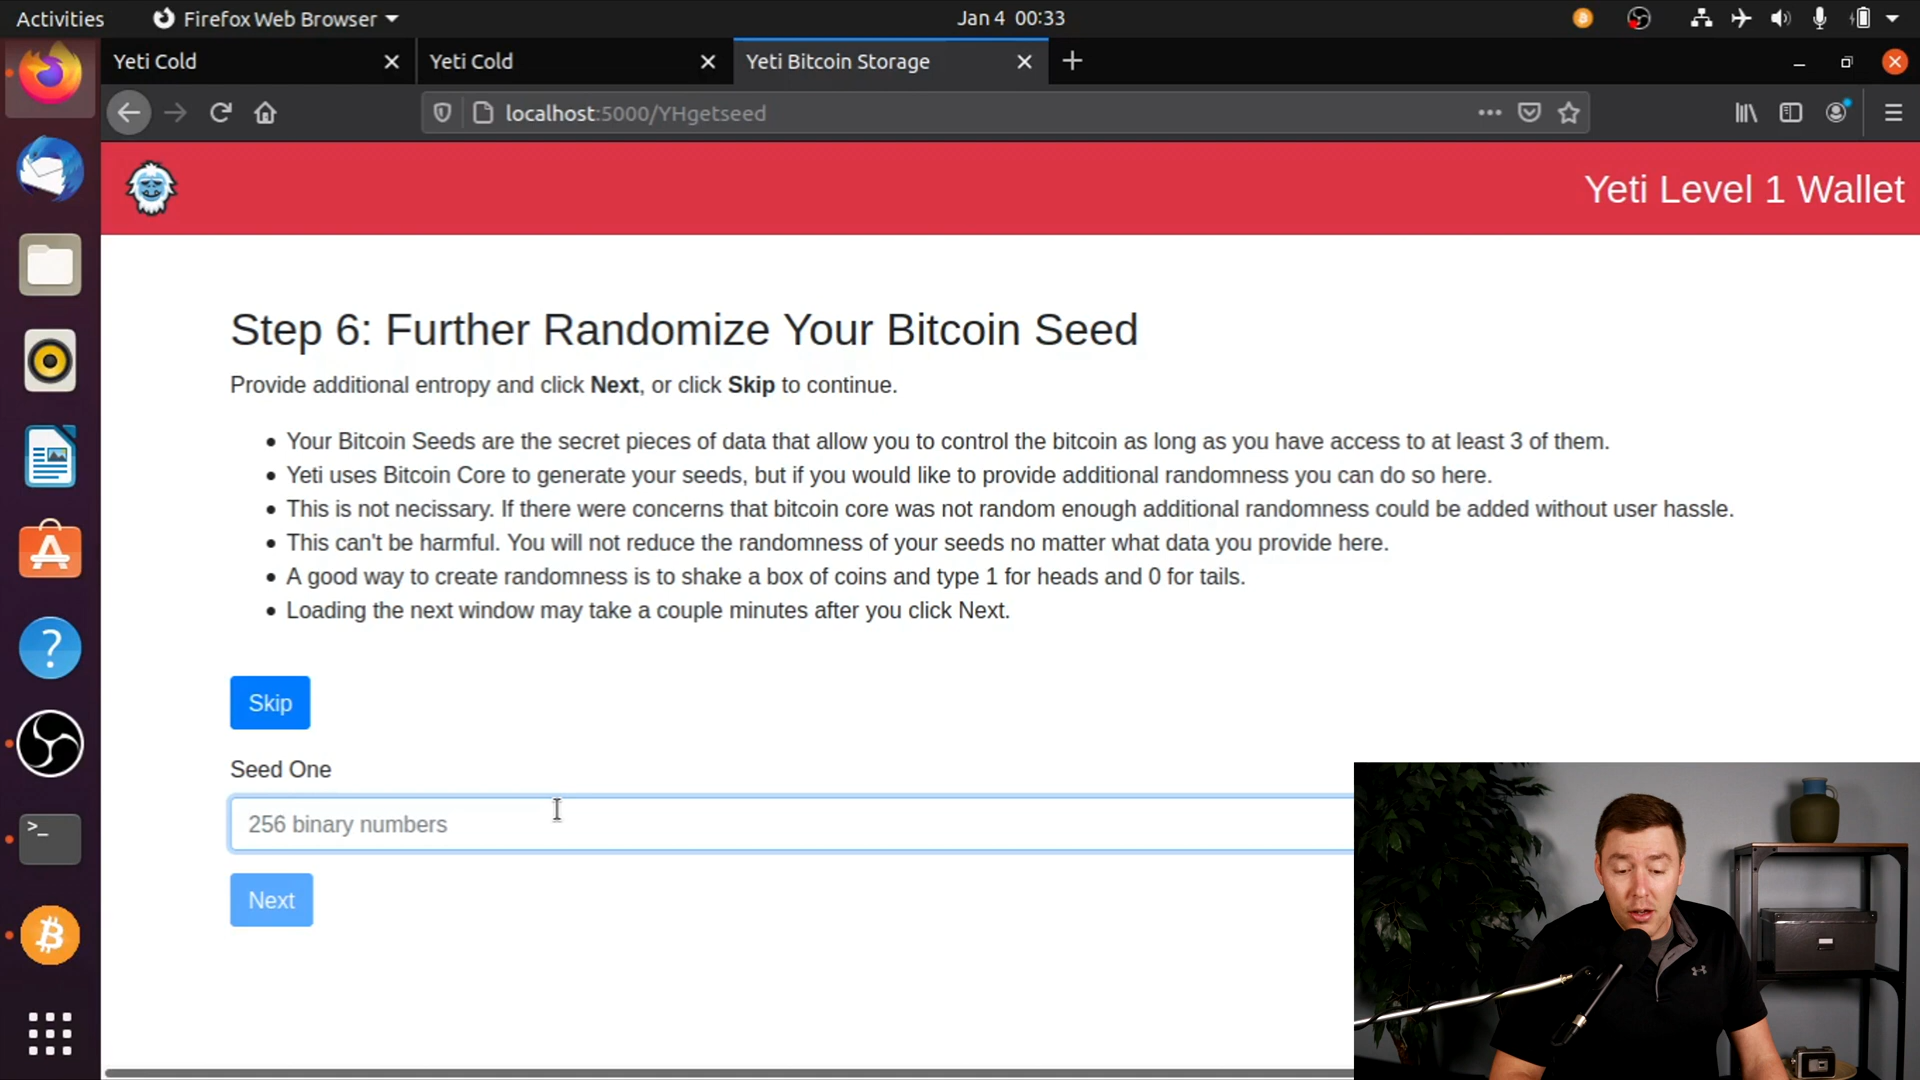 Activities
Firefox Web Browser
Jan 4 00:33
Yeti Cold
Yeti Cold
Yeti Bitcoin Storage
localhost:5000/YHgetseed
Yeti Level 1 Wallet
Step 6: Further Randomize Your Bitcoin Seed
Provide additional entropy and click Next, or click Skip to continue.
• Your Bitcoin Seeds are the secret pieces of data that allow you to control the bitcoin as long as you have access to at least 3 of them.
• Yeti uses Bitcoin Core to generate your seeds, but if you would like to provide additional randomness you can do so here.
• This is not necissary. If there were concerns that bitcoin core was not random enough additional randomness could be added without user hassle.
• This can't be harmful. You will not reduce the randomness of your seeds no matter what data you provide here.
• A good way to create randomness is to shake a box of coins and type 1 for heads and 0 for tails.
• Loading the next window may take a couple minutes after you click Next.
Skip
Seed One
256 binary numbers
Next